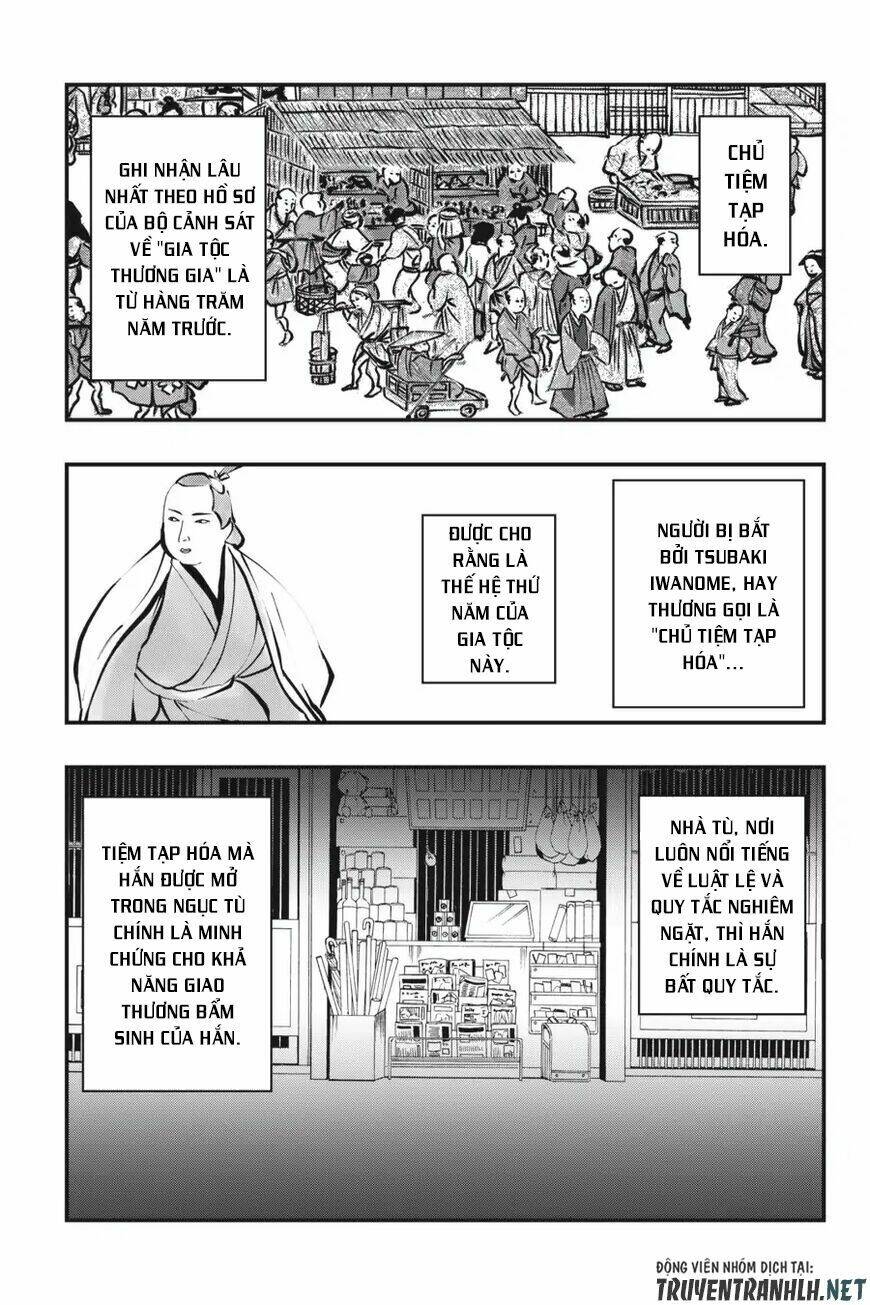 CHỦ
TIỆM
TẠP
HÓA.
GHI NHẬN LÂU
NHẤT THEO HỒ SƠ
CỦA BỘ CẢNH SÁT
VỀ "GIA TỘC
THƯƠNG GIA" LÀ
TỪ HÀNG TRĂM
NĂM TRƯỚC.
NGƯỜI BỊ BẮT
BỞI TSUBAKI
IWANOME, HAY
THƯƠNG GỌI LÀ
"CHỦ TIỆM TẠP
HÓA"...
ĐƯỢC CHO
RẰNG LÀ
THẾ HỆ THỨ
NĂM CỦA
GIA TỘC
NÀY.
NHÀ TÙ, NƠI
LUÔN NỔI TIẾNG
VỀ LUẬT LỆ VÀ
QUY TẮC NGHIÊM
NGẶT, THÌ HẮN
CHÍNH LÀ SỰ
BẤT QUY TẮC.
TIỆM TẠP HÓA MÀ
HẮN ĐƯỢC MỞ
TRONG NGỤC TÙ
CHÍNH LÀ MINH
CHỨNG CHO KHẢ
NĂNG GIAO
THƯƠNG BẨM
SINH CỦA HẮN.
ĐỘNG VIÊN NHÓM DỊCH TẠI:
TRUYENTRANHLH.NET